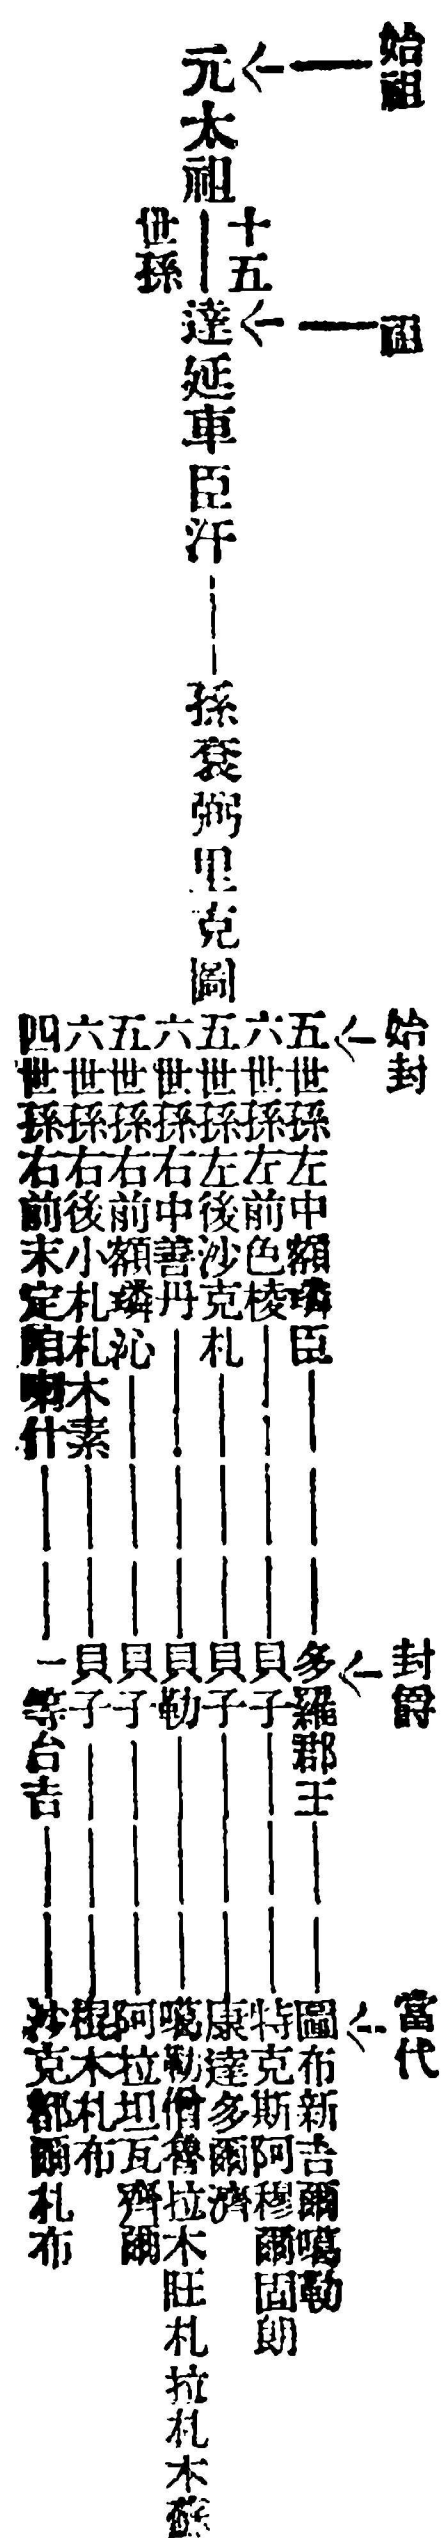 始祖
元太祖
十五世孫
祖
達延車臣汗
孫袞弼里克圖
始封
五世孫左中額璘臣
六世孫左前色棱
五世孫左後沙克札
六世孫右中善丹
五世孫右前額璘沁
六世孫右後小札札木素
四世孫右前末定咱喇什
封爵
多羅郡王
貝子
貝子
貝勒
貝子
貝子
一等台吉
當代
圖布新吉爾噶勒
特克斯阿穆爾固朗
康達多爾濟
噶勒僧魯拉木旺札拉札木蘇
阿拉坦瓦齊爾
棍木札布
沙克都爾札布